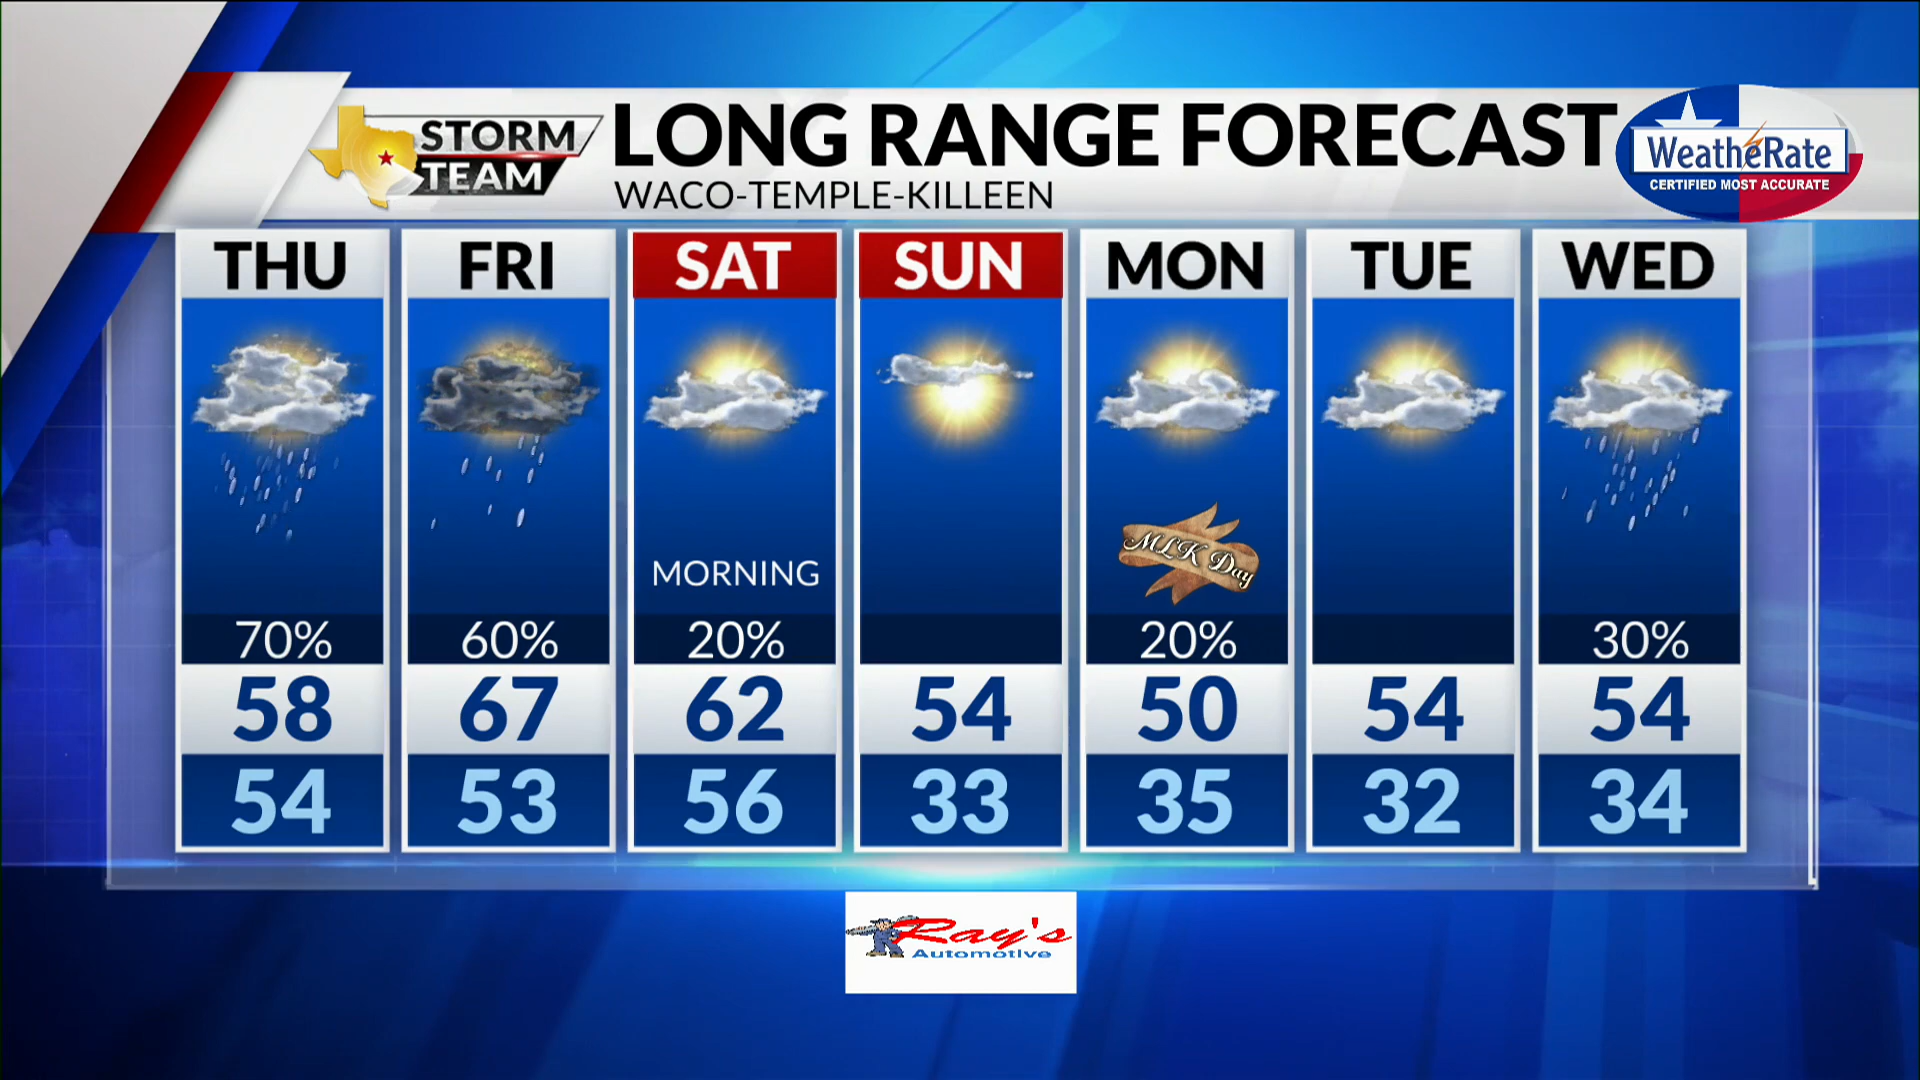 STORM
TEAM
LONG RANGE FORECAST
WACO-TEMPLE-KILLEEN
WeatheRate
CERTIFIED MOST ACCURATE
THU FRI SAT SUN MON TUE WED
MLK Day
MORNING
70% 60% 20% 20% 30%
58 67 62 54 50 54 54
54 53 56 33 35 32 34
Ray's
Automotive